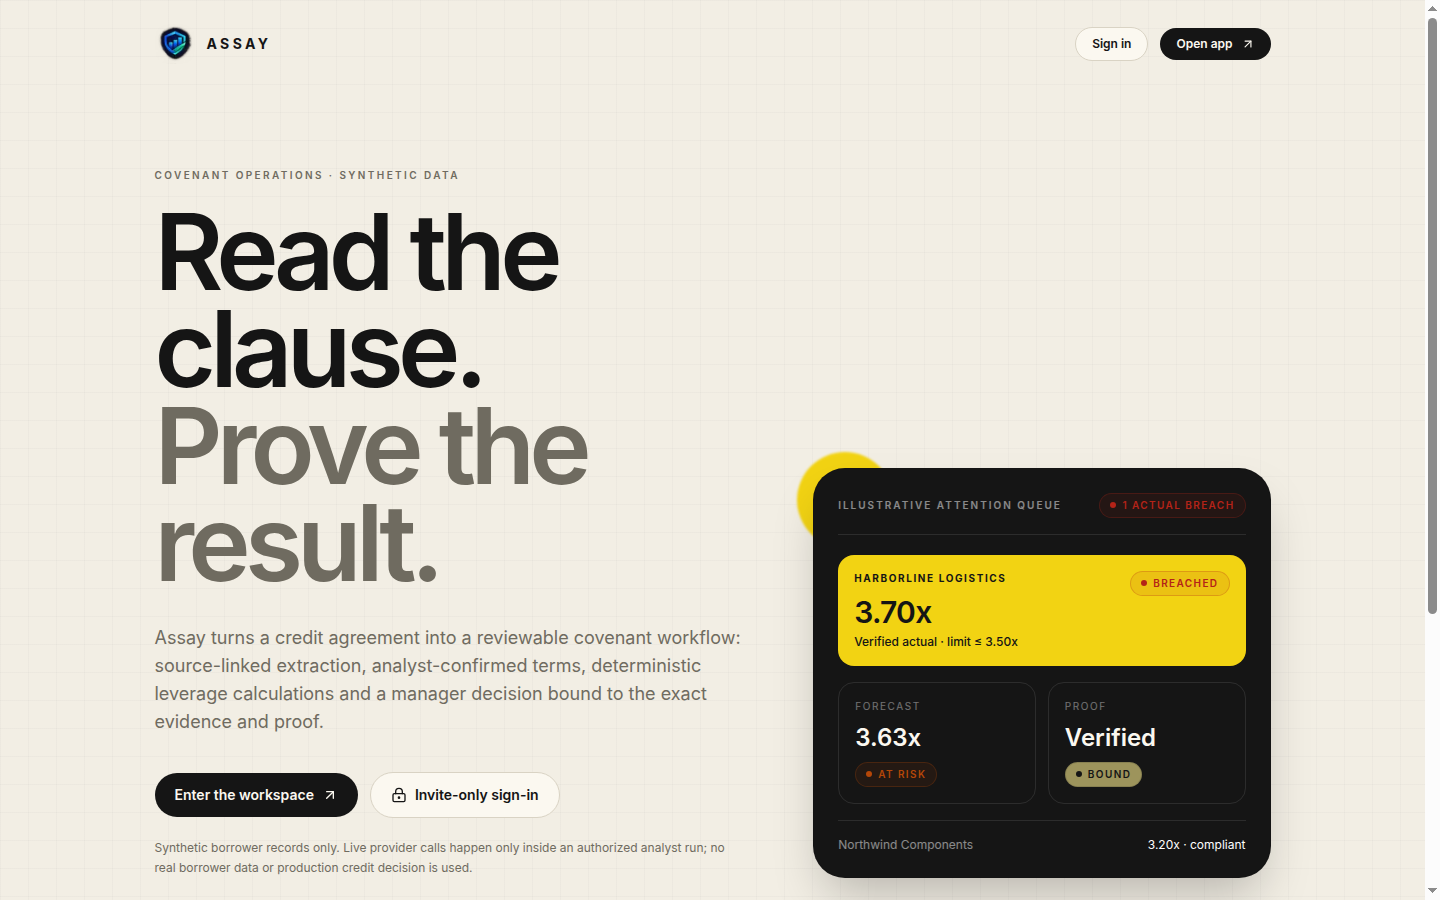 ASSAY
Sign in
Open app
COVENANT OPERATIONS · SYNTHETIC DATA
Read the
clause.
Prove the
result.
Assay turns a credit agreement into a reviewable covenant workflow:
source-linked extraction, analyst-confirmed terms, deterministic
leverage calculations and a manager decision bound to the exact
evidence and proof.
Enter the workspace
Invite-only sign-in
Synthetic borrower records only. Live provider calls happen only inside an authorized analyst run; no
real borrower data or production credit decision is used.
ILLUSTRATIVE ATTENTION QUEUE
1 ACTUAL BREACH
HARBORLINE LOGISTICS
BREACHED
3.70x
Verified actual · limit ≤ 3.50x
FORECAST
3.63x
AT RISK
PROOF
Verified
BOUND
Northwind Components
3.20x · compliant